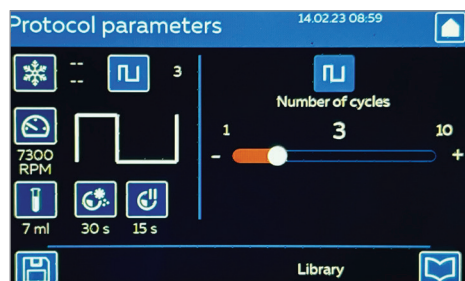 Protocol parameters
14.02.23 08:59
--
--
3
Number of cycles
1
3
10
-
+
7300
RPM
7 ml
30 s
15 s
Library